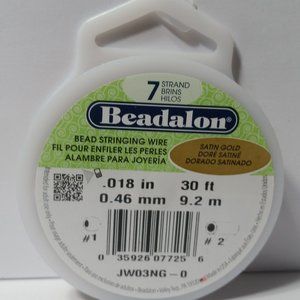 7 STRAND
BRINS
HILOS
Beadalon
BEAD STRINGING WIRE
FIL POUR ENFILER LES PERLES
ALAMBRE PARA JOYERÍA
SATIN GOLD
DORÉ SATINÉ
DORADO SATINADO
.018 in 30 ft
0.46 mm 9.2 m
#1
#2
0 35926 07725 6
JW03NG-0